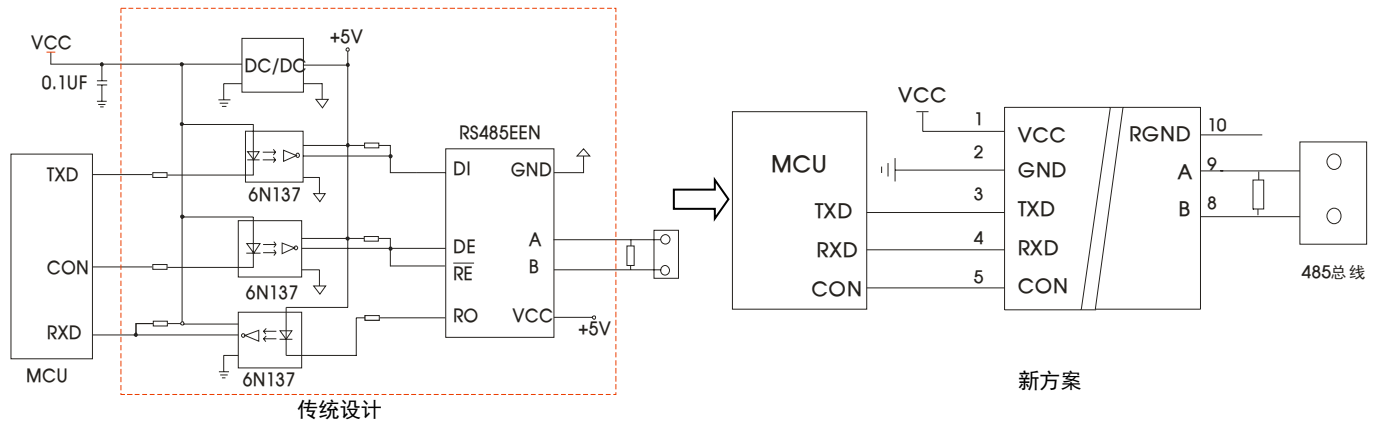 VCC
0.1UF
DC/DC
+5V
TXD
CON
RXD
MCU
6N137
6N137
6N137
RS485EEN
DI
GND
DE
RE
A
B
RO
VCC
+5V
传统设计
MCU
TXD
RXD
CON
VCC
1
2
3
4
5
VCC
GND
TXD
RXD
CON
RGND
A
B
10
9
8
485总线
新方案